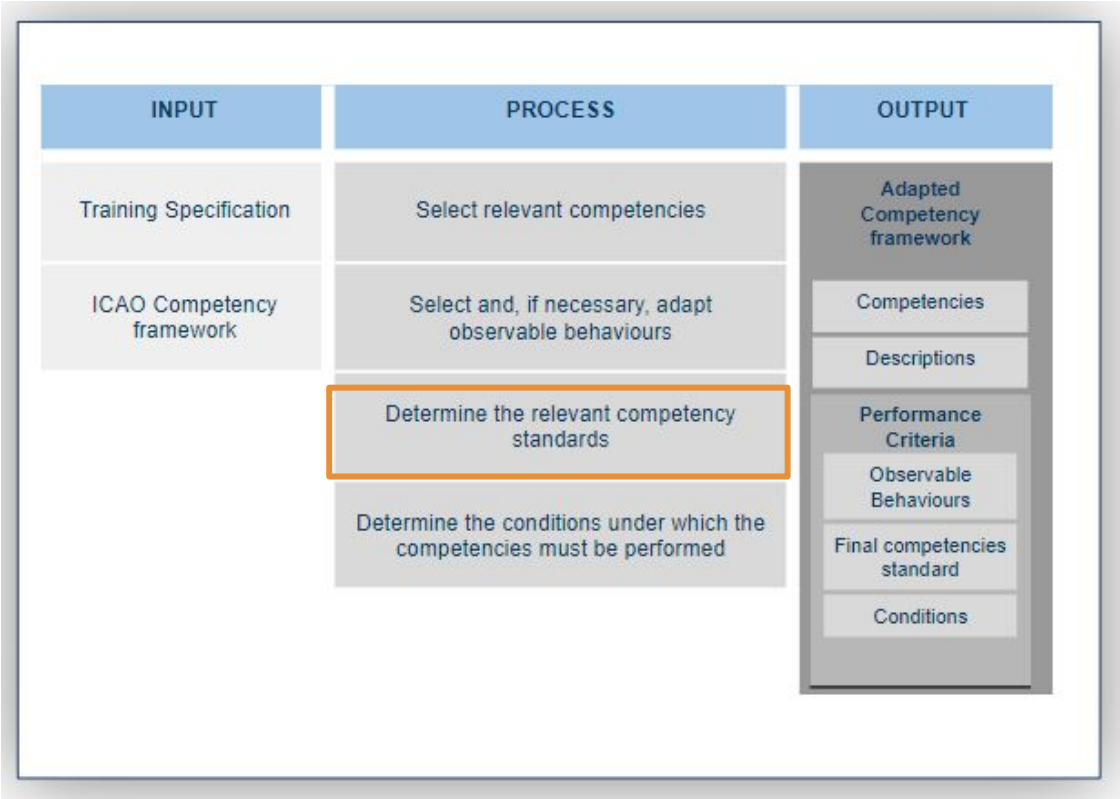 INPUT
PROCESS
OUTPUT
Training Specification
ICAO Competency
framework
Select relevant competencies
Select and, if necessary, adapt
observable behaviours
Determine the relevant competency
standards
Determine the conditions under which the
competencies must be performed
Adapted
Competency
framework
Competencies
Descriptions
Performance
Criteria
Observable
Behaviours
Final competencies
standard
Conditions